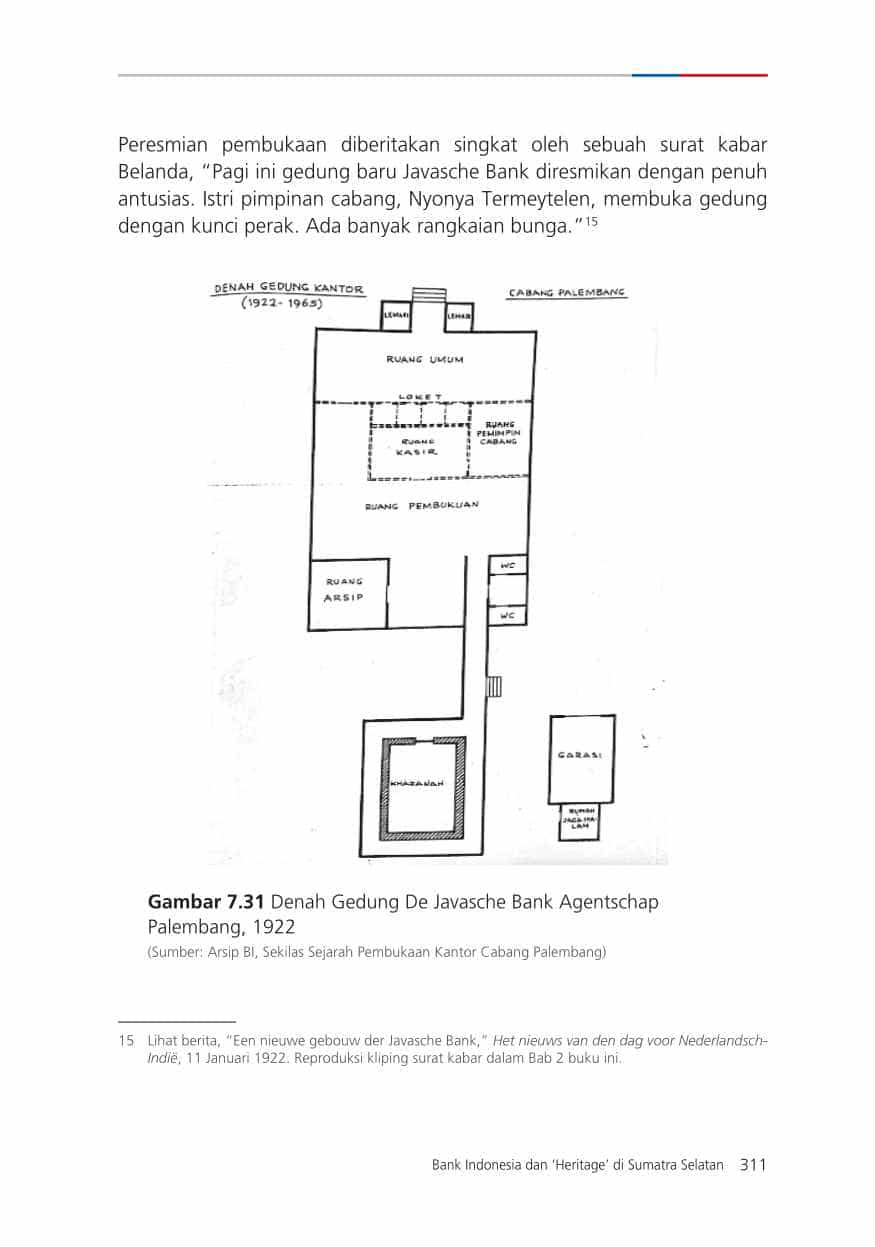 Peresmian pembukaan diberitakan singkat oleh sebuah surat kabar
Belanda, “Pagi ini gedung baru Javasche Bank diresmikan dengan penuh
antusias. Istri pimpinan cabang, Nyonya Termeytelen, membuka gedung
dengan kunci perak. Ada banyak rangkaian bunga.”15
DENAH GEDUNG KANTOR
(1922-1965)
CABANG PALEMBANG
LEMARI
LEMARI
RUANG UMUM
LOKET
RUANG
KASIR
RUANG
PEMIMPIN
CABANG
RUANG PEMBUKUAN
WC
RUANG
ARSIP
WC
GARASI
KHAZANAH
RUMAH
JAGA MA-
LAM
Gambar 7.31 Denah Gedung De Javasche Bank Agentschap
Palembang, 1922
(Sumber: Arsip BI, Sekilas Sejarah Pembukaan Kantor Cabang Palembang)
15 Lihat berita, “Een nieuwe gebouw der Javasche Bank,” Het nieuws van den dag voor Nederlandsch-
Indië, 11 Januari 1922. Reproduksi kliping surat kabar dalam Bab 2 buku ini.
Bank Indonesia dan ‘Heritage’ di Sumatra Selatan 311